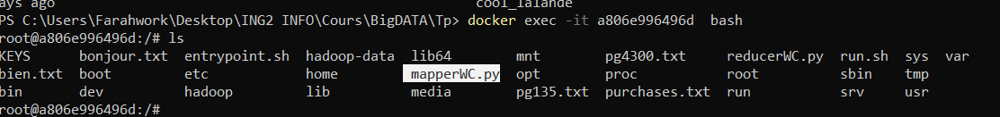 ays ago cool_lalande
PS C:\Users\Farahwork\Desktop\ING2 INFO\Cours\BigDATA\Tp> docker exec -it a806e996496d  bash
root@a806e996496d:/# ls
KEYS bonjour.txt entrypoint.sh hadoop-data lib64 mnt pg4300.txt reducerWC.py run.sh sys var
bien.txt boot etc home mapperWC.py opt proc root sbin tmp
bin dev hadoop lib media pg135.txt purchases.txt run srv usr
root@a806e996496d:/#